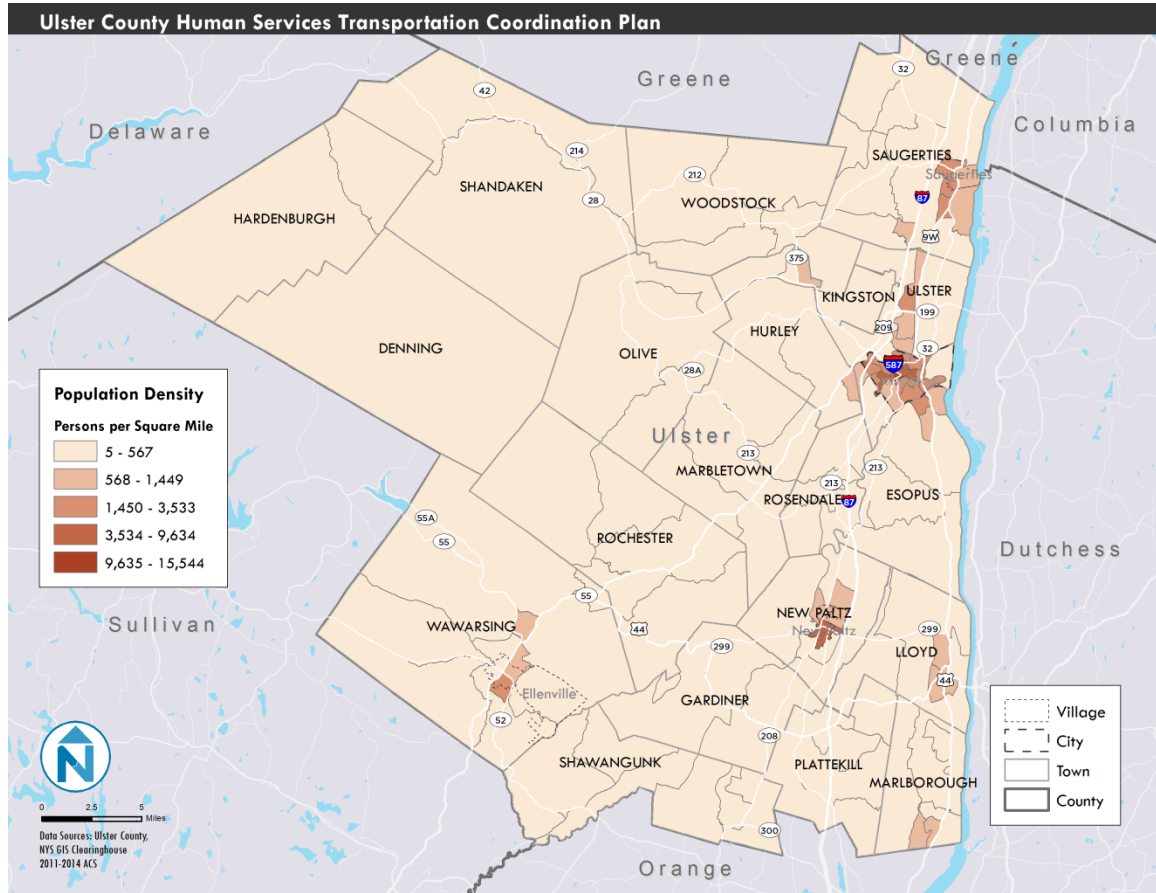 Ulster County Human Services Transportation Coordination Plan
Greene
Greene
32
42
Columbia
Delaware
214
SAUGERTIES
Saugerties
212
SHANDAKEN
28
WOODSTOCK
87
HARDENBURGH
9W
375
KINGSTON
ULSTER
199
209
HURLEY
DENNING
OLIVE
32
587
28A
Population Density
Persons per Square Mile
5 - 567
568 - 1,449
1,450 - 3,533
3,534 - 9,634
9,635 - 15,544
Ulster
213
MARBLETOWN
213
213
ROSENDALE
87
ESOPUS
55A
55
ROCHESTER
Dutchess
55
Sullivan
WAWARSING
44
NEW PALTZ
New Paltz
299
299
LLOYD
44
Ellenville
GARDINER
52
208
SHAWANGUNK
PLATTEKILL
MARLBOROUGH
Village
City
Town
County
N
0 2.5 5
Miles
300
Data Sources: Ulster County,
NYS GIS Clearinghouse
2011-2014 ACS
Orange